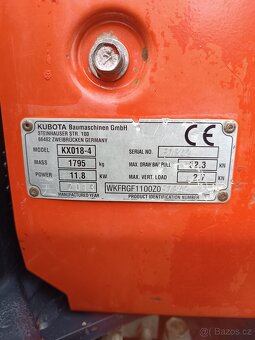 KUBOTA Baumaschinen GmbH
STEINHAUSER STR. 100
66482 ZWEIBRÜCKEN GERMANY
CE
MODEL KX018-4 SERIAL NO.
MASS 1795 kg MAX. DRAW BAR PULL KN
POWER 11.8 KW MAX. VERT. LOAD KN
MANUFACTURED YEAR
WKFRGF1100Z0
PRODUCT IDENTIFICATION NUMBER
Bazos.cz